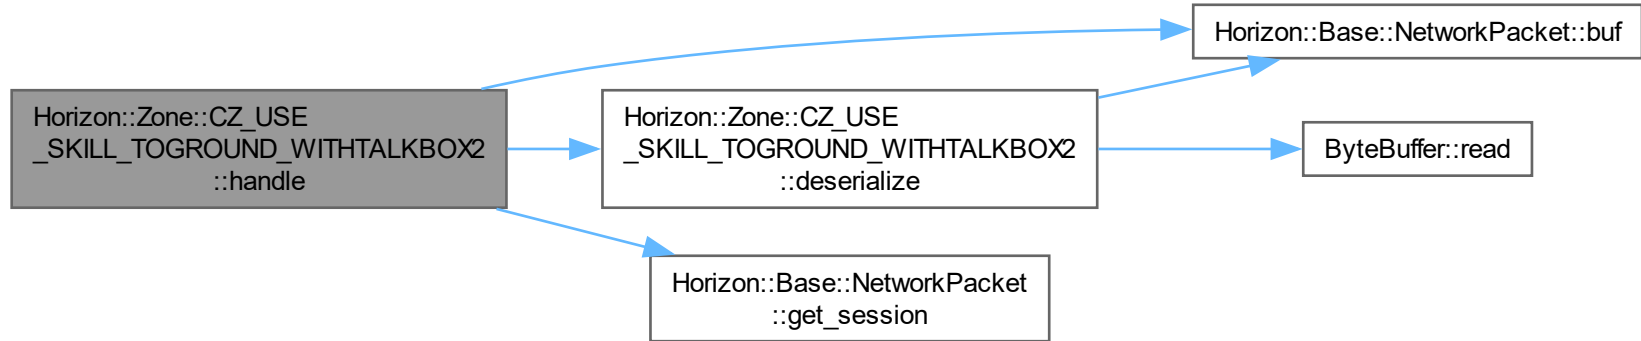 Horizon::Zone::CZ_USE
_SKILL_TOGROUND_WITHTALKBOX2
::handle
Horizon::Zone::CZ_USE
_SKILL_TOGROUND_WITHTALKBOX2
::deserialize
Horizon::Base::NetworkPacket::buf
ByteBuffer::read
Horizon::Base::NetworkPacket
::get_session